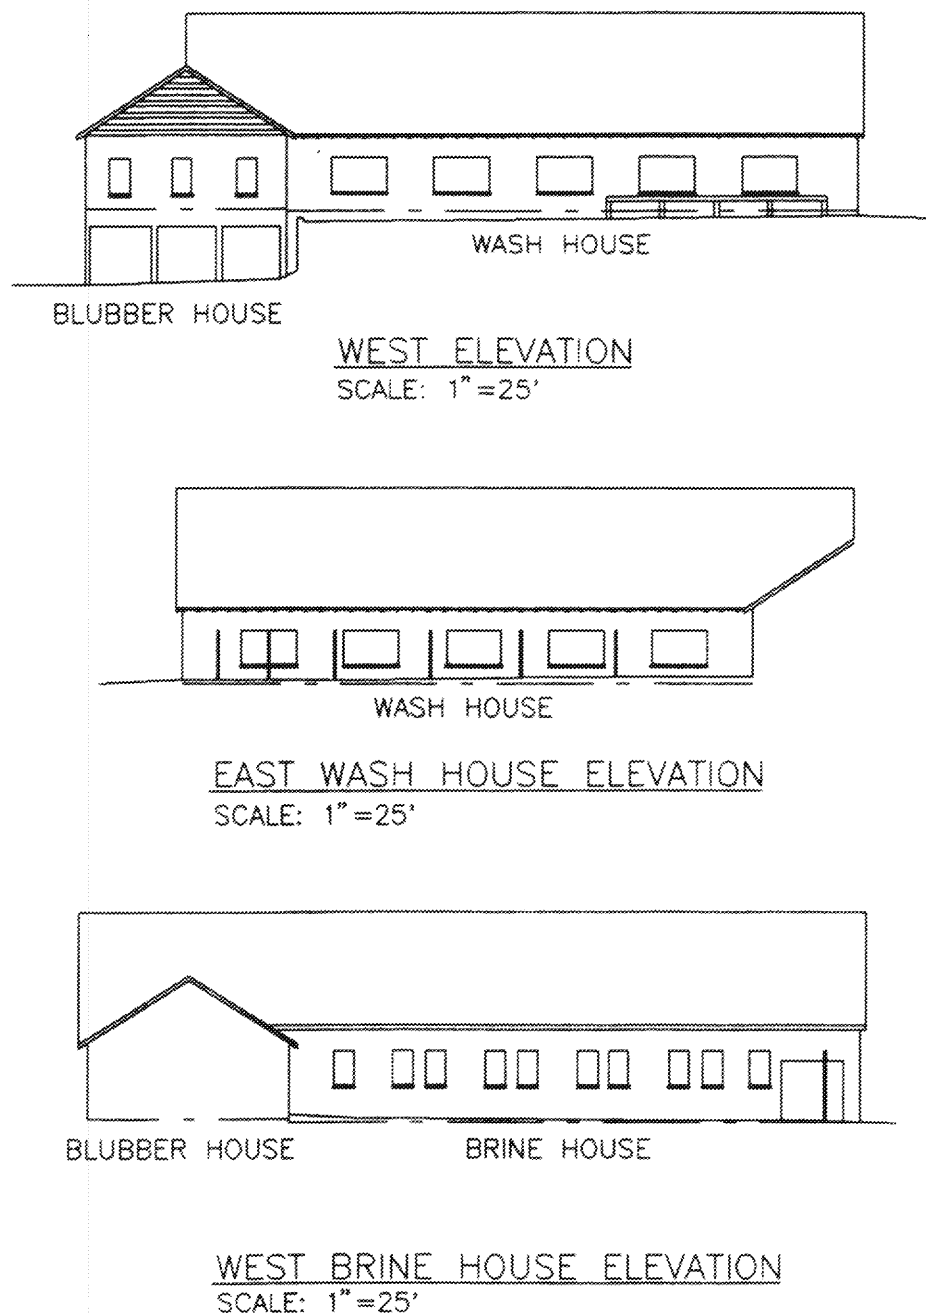 WASH HOUSE
BLUBBER HOUSE
WEST ELEVATION
SCALE: 1"=25'
WASH HOUSE
EAST WASH HOUSE ELEVATION
SCALE: 1"=25'
BLUBBER HOUSE BRINE HOUSE
WEST BRINE HOUSE ELEVATION
SCALE: 1"=25'